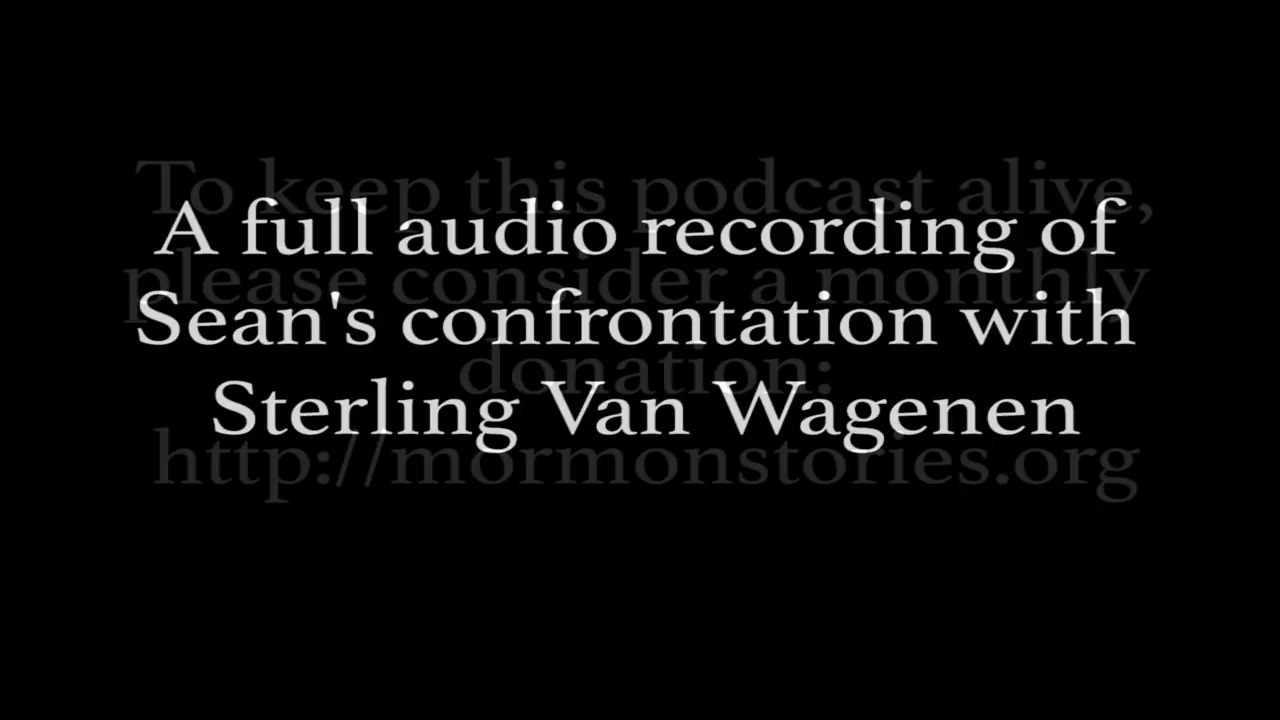 To keep this podcast alive,
A full audio recording of
please consider a monthly
Sean's confrontation with
donation:
Sterling Van Wagenen
http://mormonstories.org